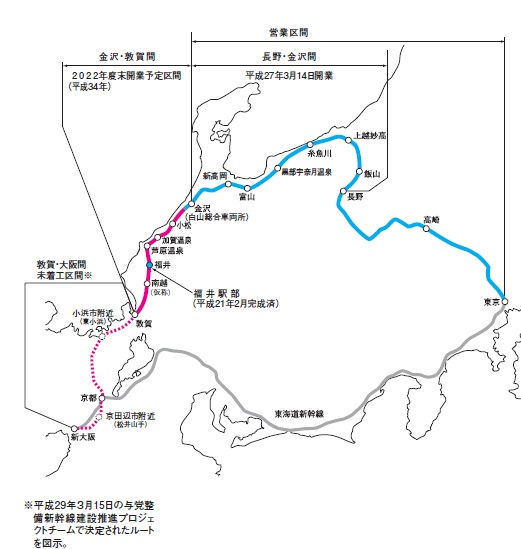 営業区間
金沢・敦賀間
長野・金沢間
2022年度末開業予定区間
(平成34年)
平成27年3月14日開業
上越妙高
糸魚川
飯山
黒部宇奈月温泉
新高岡
富山
長野
金沢
(白山総合車両所)
高崎
小松
加賀温泉
芦原温泉
福井
敦賀・大阪間
未着工区間※
南越
(仮称)
福井駅部
(平成21年2月完成済)
東京
小浜市附近
(東小浜)
敦賀
京都
東海道新幹線
京田辺市附近
(松井山手)
新大阪
※平成29年3月15日の与党整
備新幹線建設推進プロジェ
クトチームで決定されたルート
を図示。